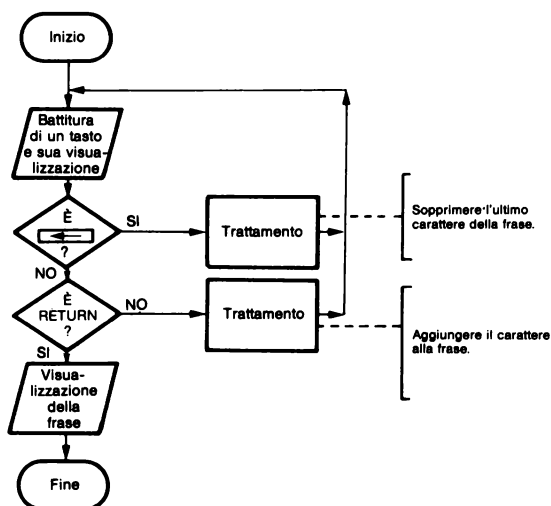 Inizio
Battitura
di un tasto
e sua visua-
lizzazione
È
?
SI
Trattamento
Sopprimere l'ultimo
carattere della frase.
NO
È
RETURN
?
NO
Trattamento
Aggiungere il carattere
alla frase.
SI
Visua-
lizzazione
della
frase
Fine